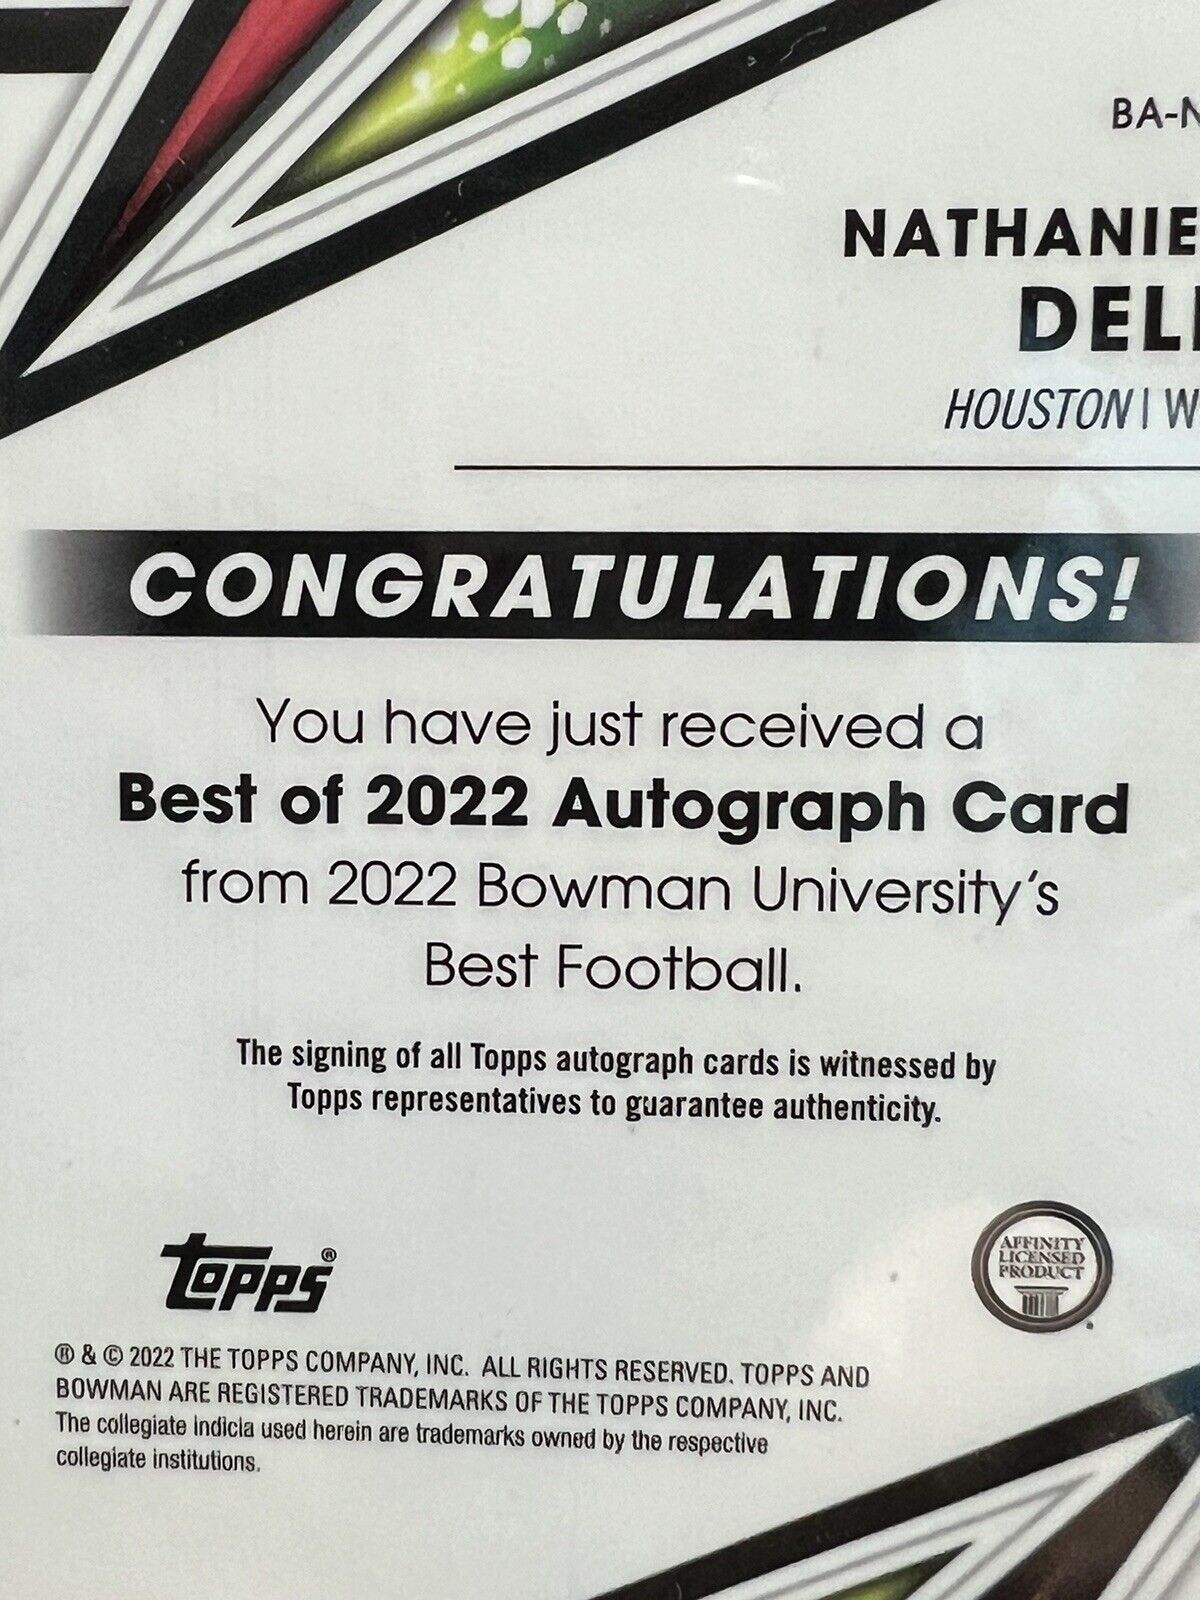 BA-N
NATHANIE
DELL
HOUSTON | W
CONGRATULATIONS!
You have just received a
Best of 2022 Autograph Card
from 2022 Bowman University's
Best Football.
The signing of all Topps autograph cards is witnessed by
Topps representatives to guarantee authenticity.
AFFINITY
LICENSED
PRODUCT
Topps®
® & © 2022 THE TOPPS COMPANY, INC. ALL RIGHTS RESERVED. TOPPS AND
BOWMAN ARE REGISTERED TRADEMARKS OF THE TOPPS COMPANY, INC.
The collegiate indicia used herein are trademarks owned by the respective
collegiate institutions.